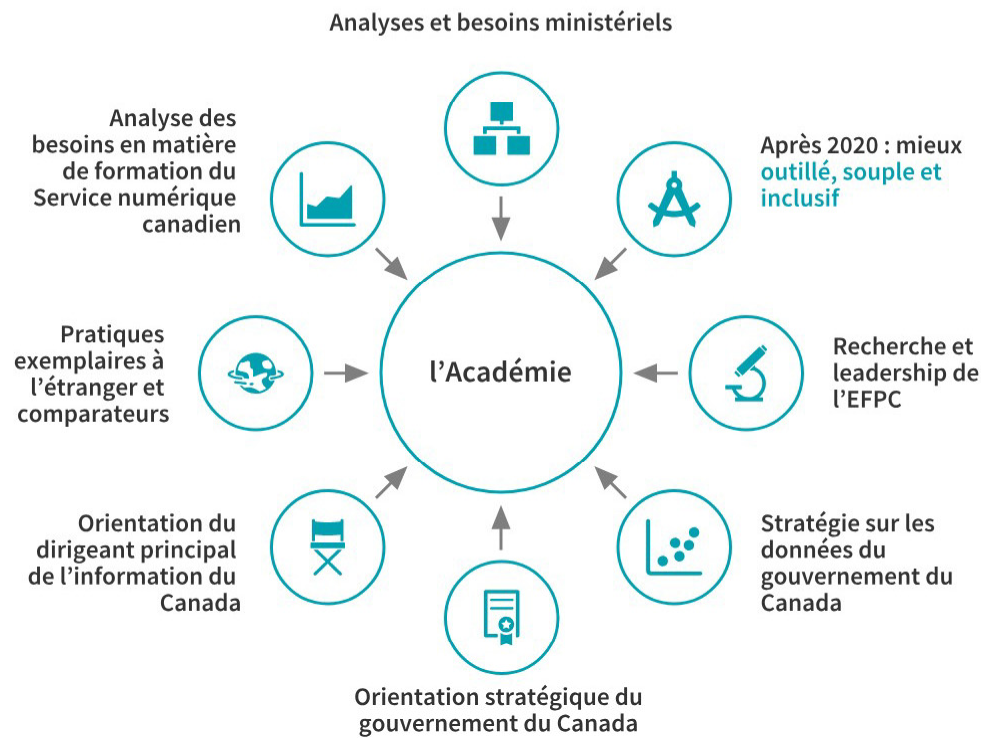 Analyses et besoins ministériels
Analyse des
besoins en matière
de formation du
Service numérique
canadien
Après 2020 : mieux
outillé, souple et
inclusif
Pratiques
exemplaires à
l’étranger et
comparateurs
l’Académie
Recherche et
leadership de
l’EFPC
Orientation du
dirigeant principal
de l’information du
Canada
Stratégie sur les
données du
gouvernement du
Canada
Orientation stratégique du
gouvernement du Canada